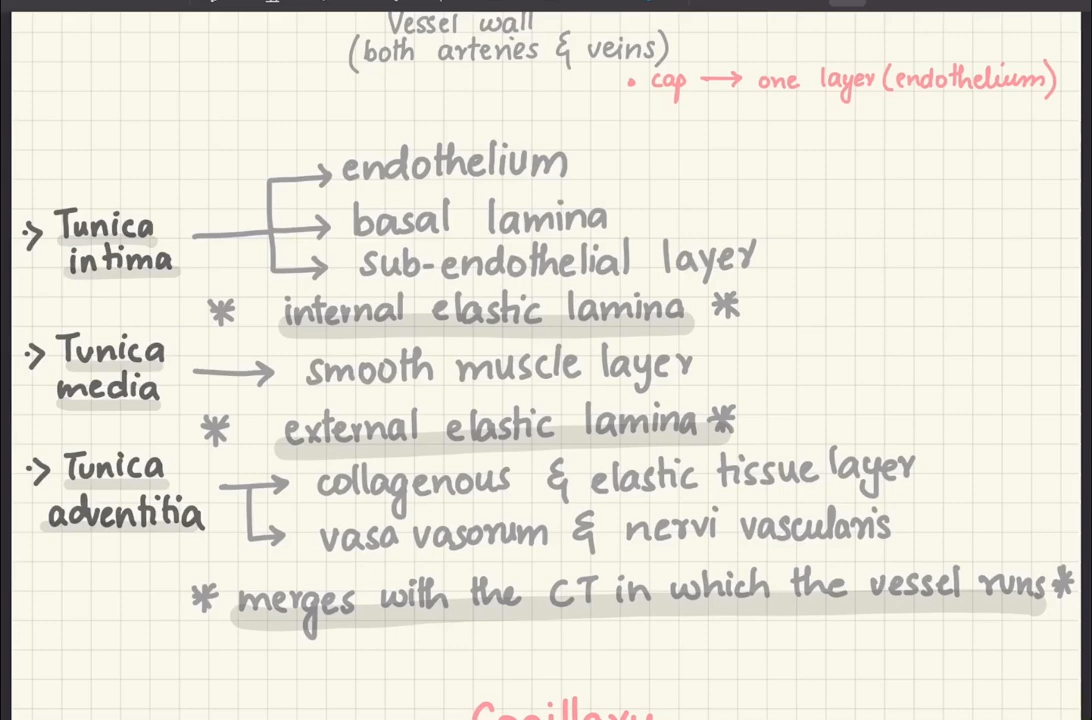 Vessel wall
(both arteries & veins)
• cap → one layer (endothelium)
→ endothelium
:> Tunica intima → basal lamina
→ sub-endothelial layer
* internal elastic lamina *
:> Tunica media → smooth muscle layer
* external elastic lamina *
:> Tunica adventitia → collagenous & elastic tissue layer
→ vasa vasorum & nervi vascularis
* merges with the CT in which the vessel runs *
Capillary